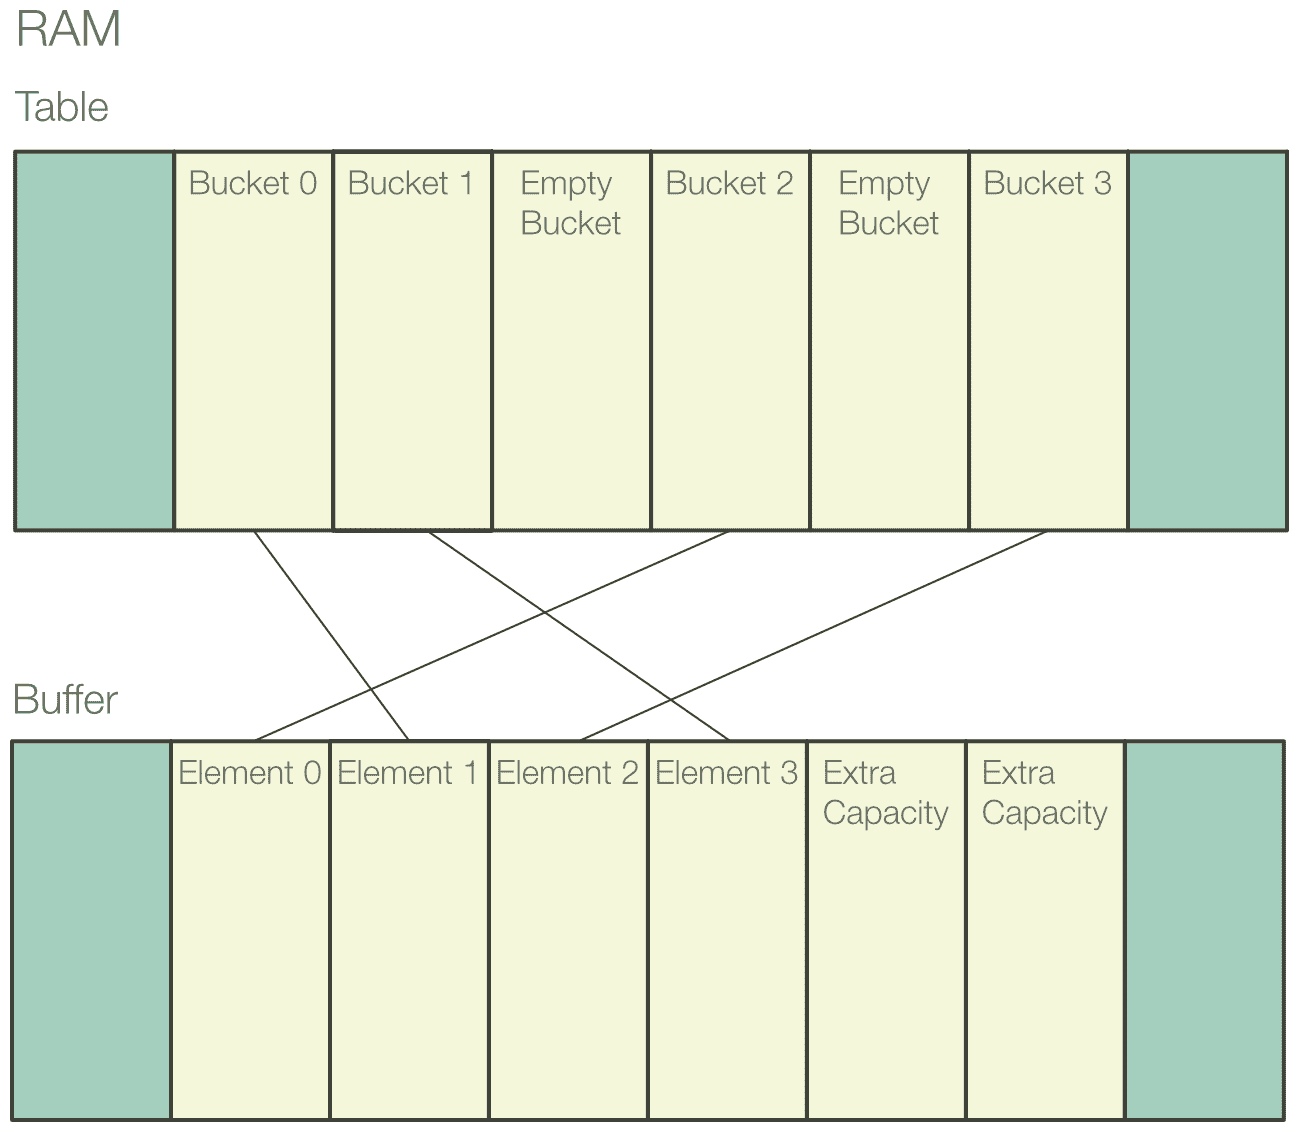 RAM
Table
Bucket 0
Bucket 1
Empty
Bucket
Bucket 2
Empty
Bucket
Bucket 3
Buffer
Element 0
Element 1
Element 2
Element 3
Extra
Capacity
Extra
Capacity